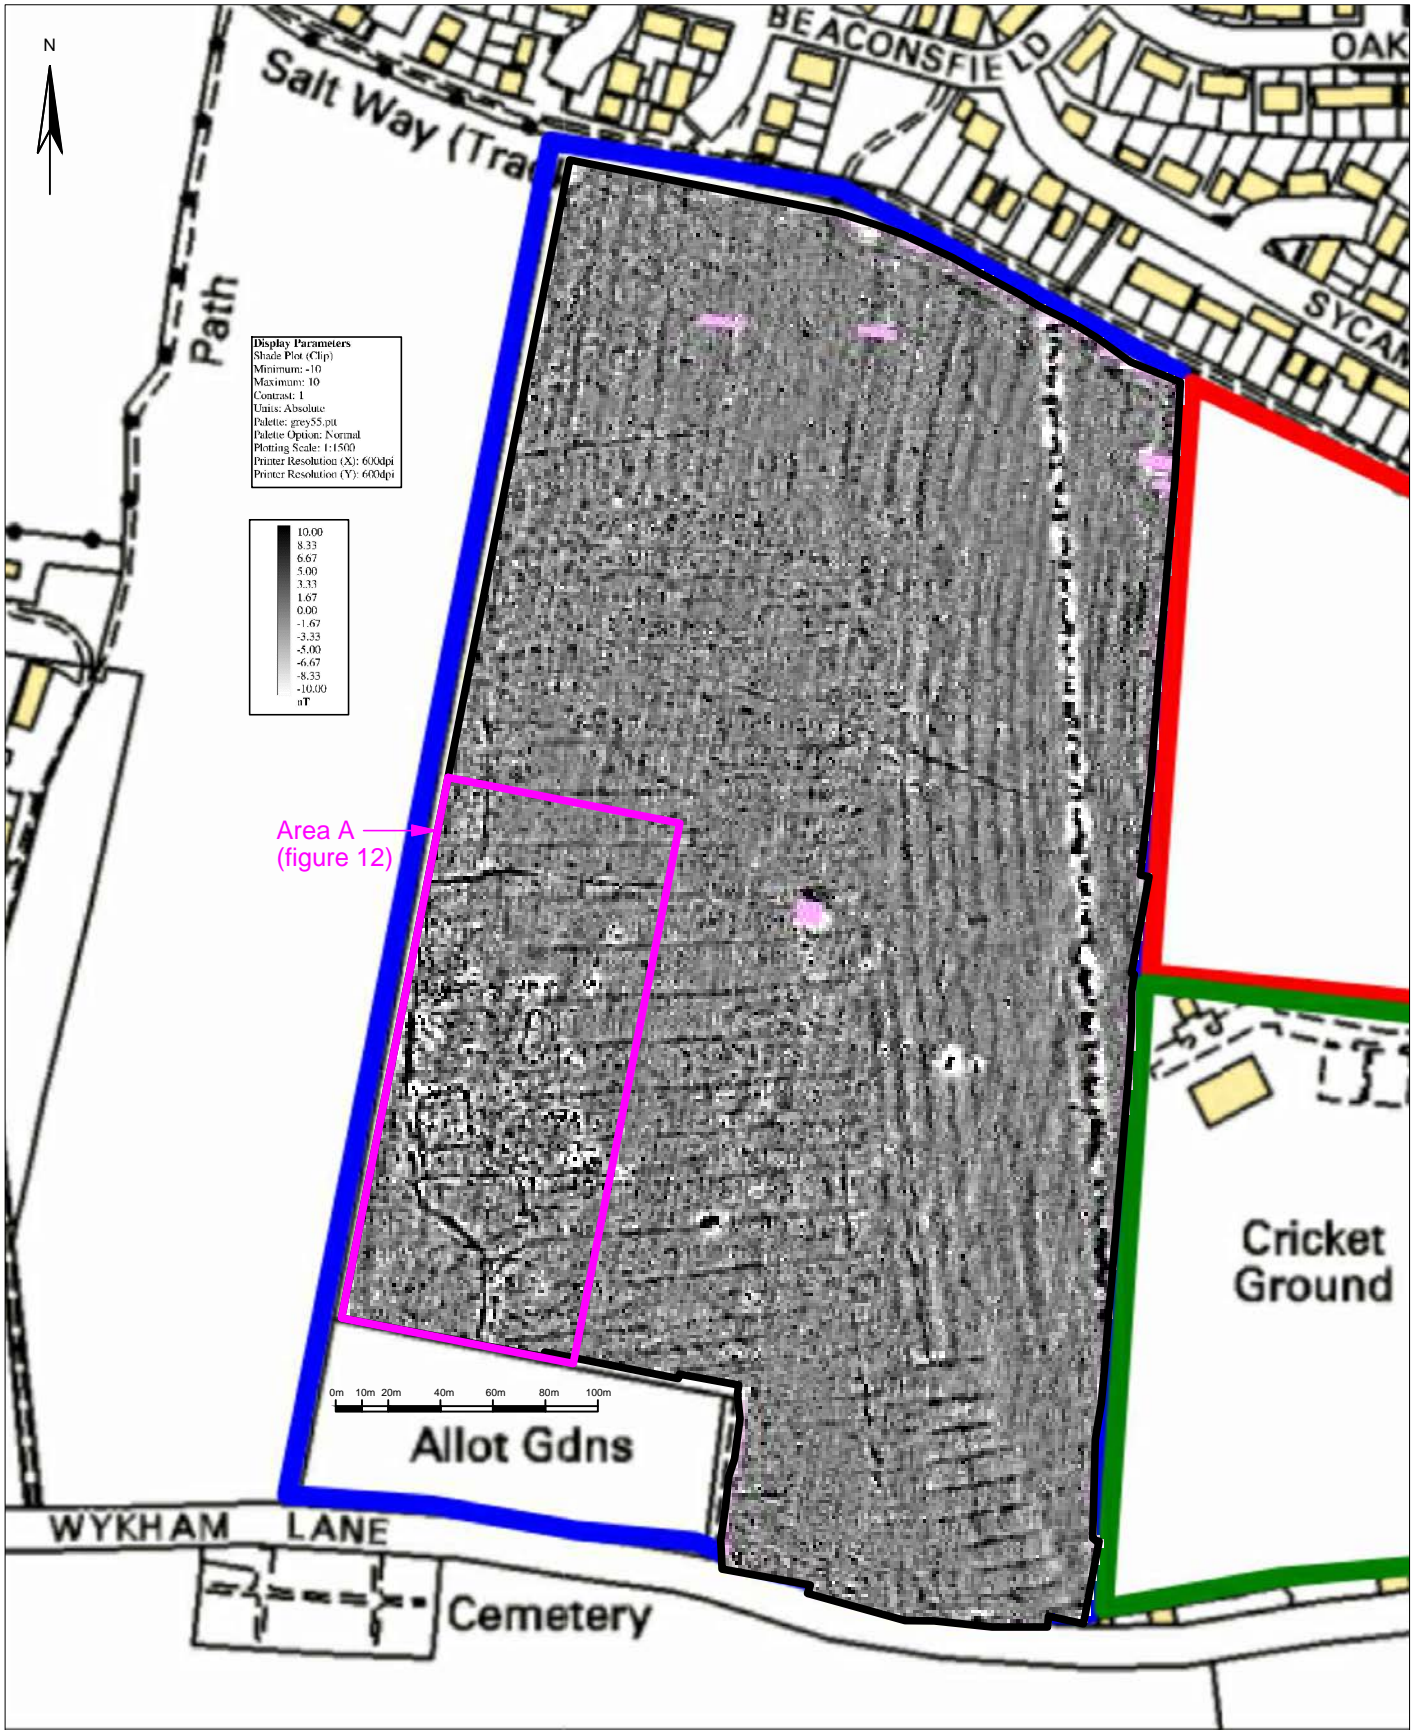 N
BEACONSFIELD
OAK
Salt Way (Trac
Path
SYCAM
Display Parameters
Shade Plot (Clip)
Minimum: -10
Maximum: 10
Contrast: 1
Units: Absolute
Palette: grey55.plt
Palette Option: Normal
Plotting Scale: 1:1500
Printer Resolution (X): 600dpi
Printer Resolution (Y): 600dpi
10.00
8.33
6.67
5.00
3.33
1.67
0.00
-1.67
-3.33
-5.00
-6.67
-8.33
-10.00
nT
Area A
(figure 12)
Cricket
Ground
0m 10m 20m 40m 60m 80m 100m
Allot Gdns
WYKHAM LANE
Cemetery